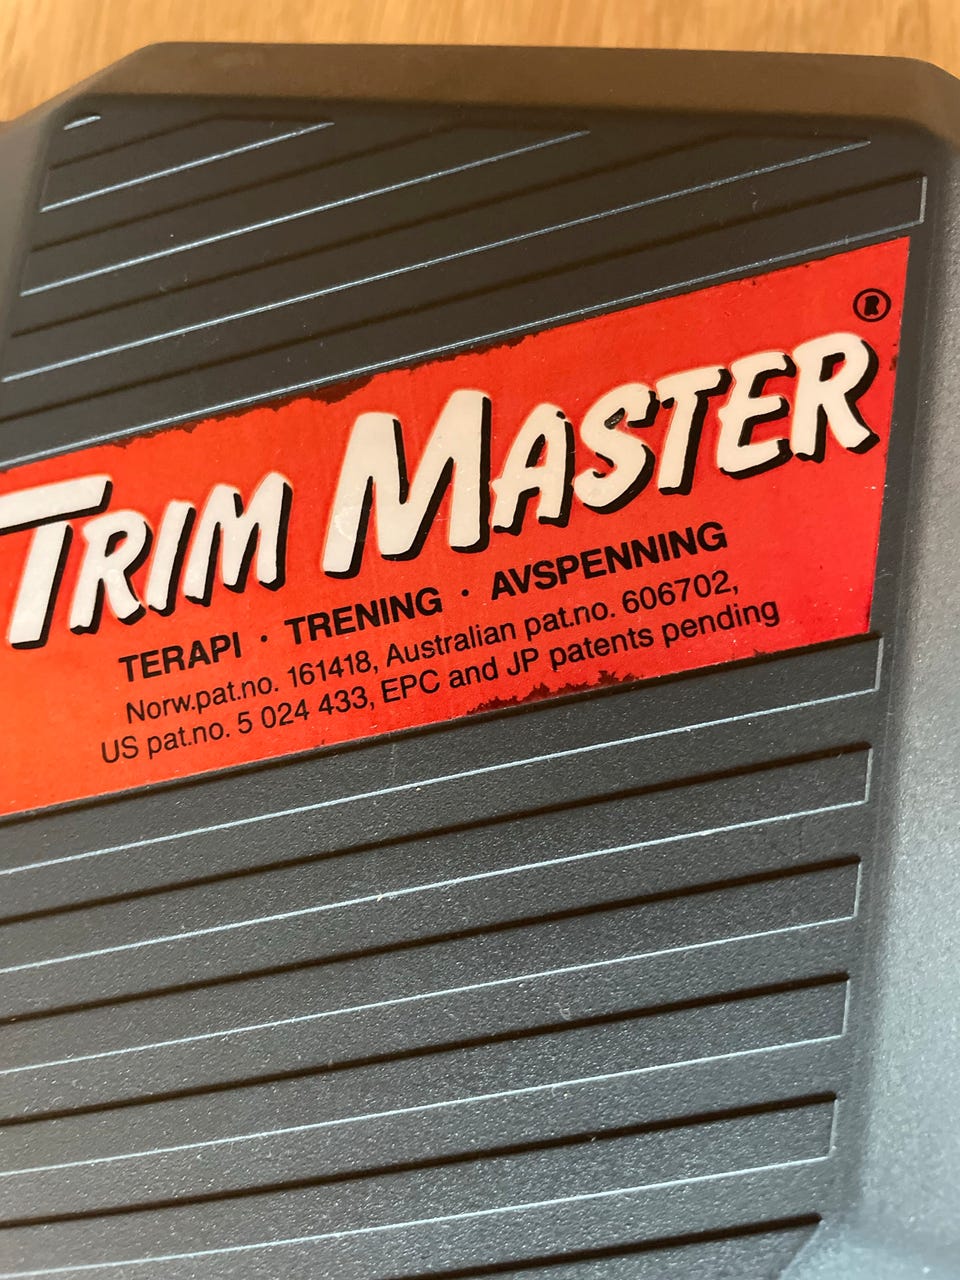 ®
TRIM MASTER
TERAPI · TRENING · AVSPENNING
Norw.pat.no. 161418, Australian pat.no. 606702,
US pat.no. 5 024 433, EPC and JP patents pending